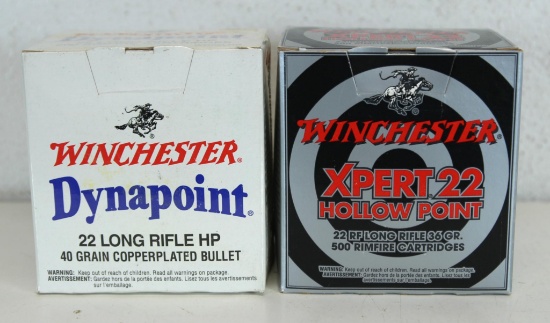 WINCHESTER
Dynapoint®
22 LONG RIFLE HP
40 GRAIN COPPERPLATED BULLET
WARNING: Keep out of reach of children. Read all warnings on package.
AVERTISSEMENT: Gardez hors de la portée des enfants. Lisez tous les avertissements
sur l'emballage.
WINCHESTER
XPERT 22
HOLLOW POINT
22 RF LONG RIFLE 36 GR.
500 RIMFIRE CARTRIDGES
WARNING: Keep out of reach of children. Read all warnings on package.
AVERTISSEMENT: Gardez hors de la portée des enfants. Lisez tous les avertissements
sur l'emballage.